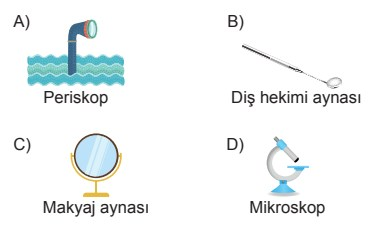 A)
B)
Periskop
Diş hekimi aynası
C)
D)
Makyaj aynası
Mikroskop